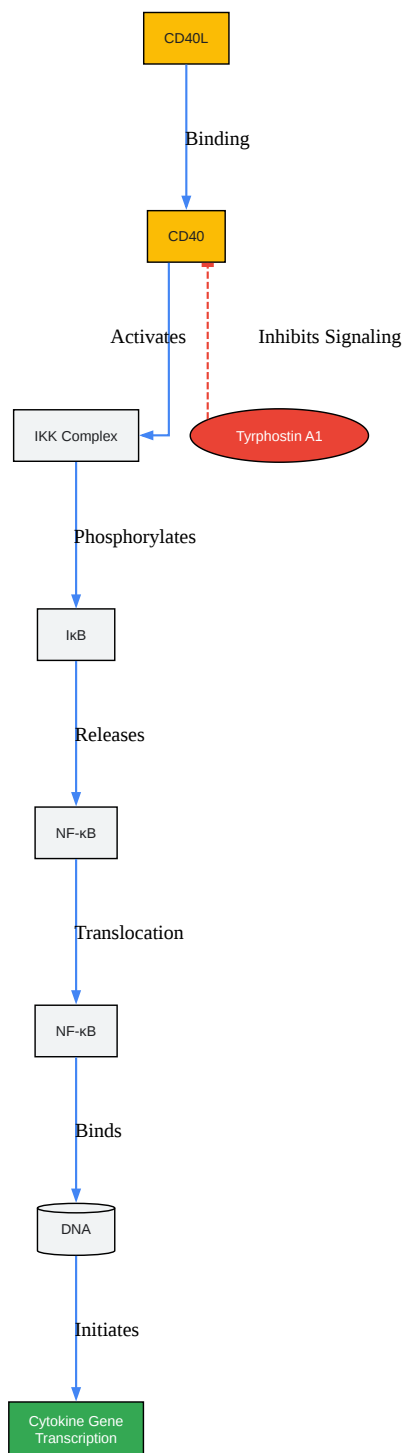 CD40L
Binding
CD40
Activates
Inhibits Signaling
IKK Complex
Tyrphostin A1
Phosphorylates
IκB
Releases
NF-κB
Translocation
NF-κB
Binds
DNA
Initiates
Cytokine Gene
Transcription